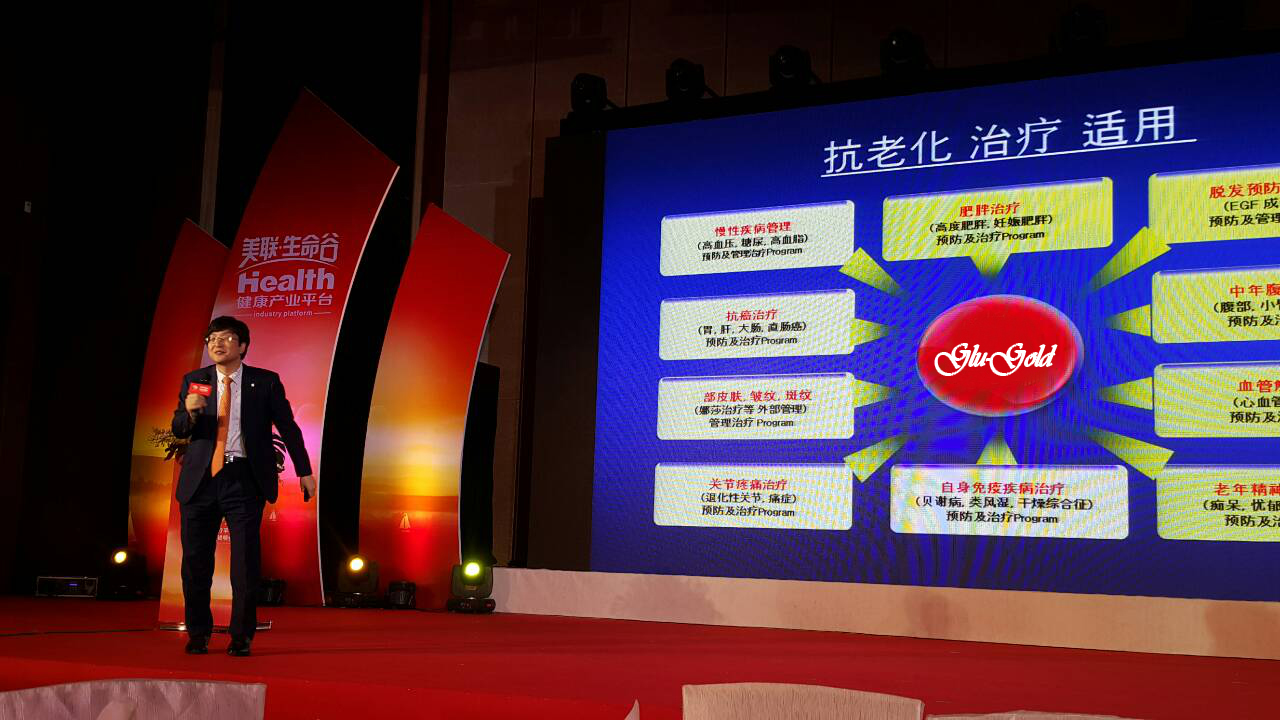 美联·生命谷
Health
健康产业平台
industry platform
抗老化 治疗 适用
慢性疾病管理
(高血压, 糖尿, 高血脂)
预防及管理治疗Program
肥胖治疗
(高度肥胖, 妊娠肥胖)
预防及治疗Program
脱发预防
(EGF 成
预防及管理
抗癌治疗
(胃, 肝, 大肠, 直肠癌)
预防及治疗Program
Glu-Gold
中年腹
(腹部, 小
预防及
部皮肤, 皱纹, 斑纹
(娜莎治疗等 外部管理)
管理治疗 Program
血管
(心血管
预防及
关节疼痛治疗
(退化性关节, 痛症)
预防及治疗Program
自身免疫疾病治疗
(贝谢病, 类风湿, 干燥综合征)
预防及治疗Program
老年精神
(痴呆, 忧郁
预防及